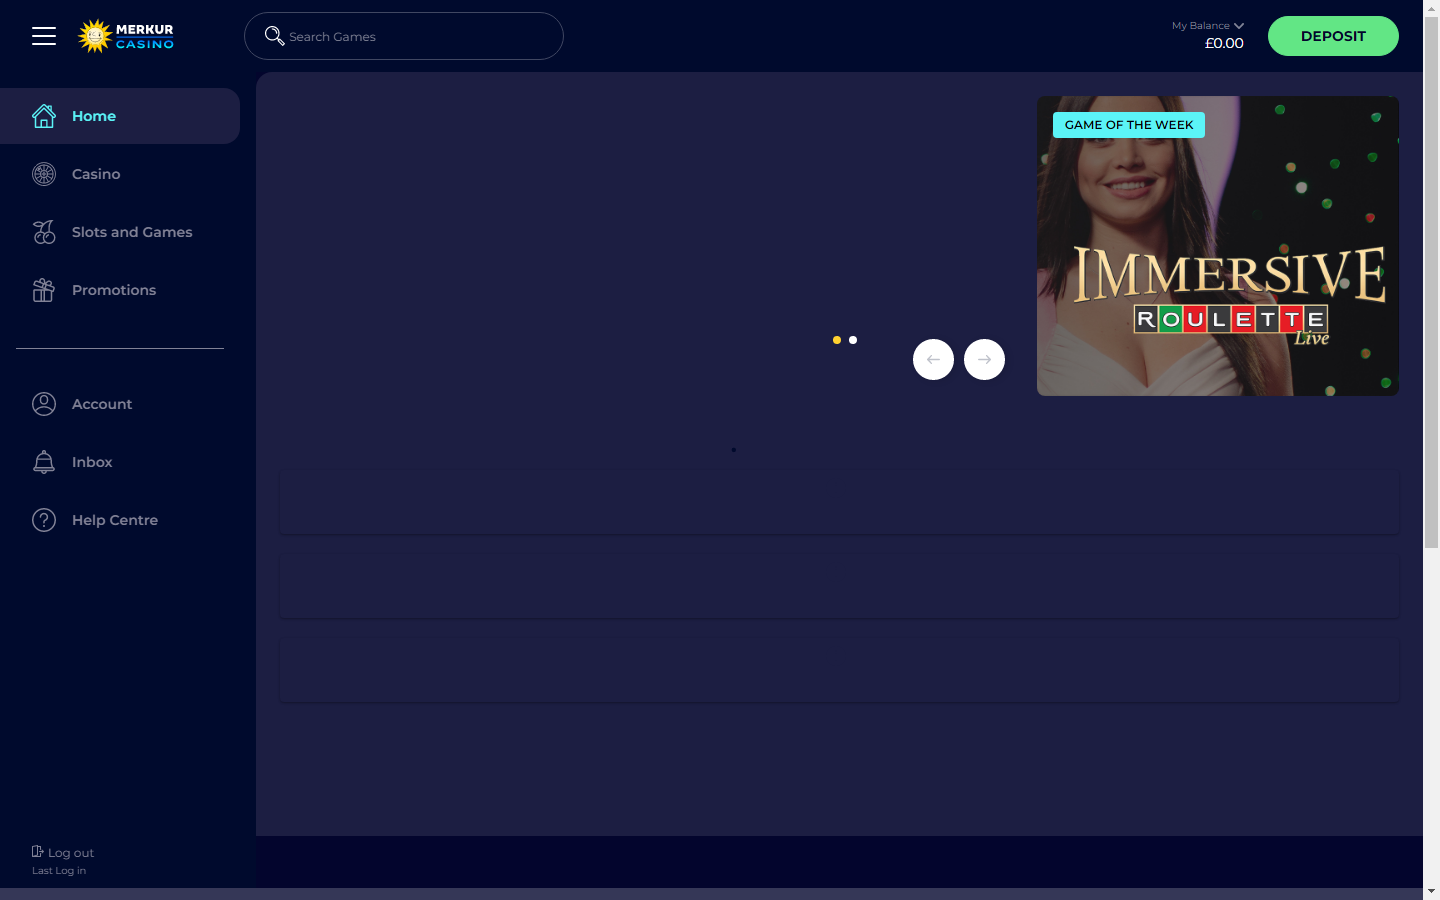 MERKUR
CASINO
Search Games
My Balance
£0.00
DEPOSIT
Home
Casino
Slots and Games
Promotions
Account
Inbox
Help Centre
Log out
Last Log in
GAME OF THE WEEK
IMMERSIVE
ROULETTE
Live